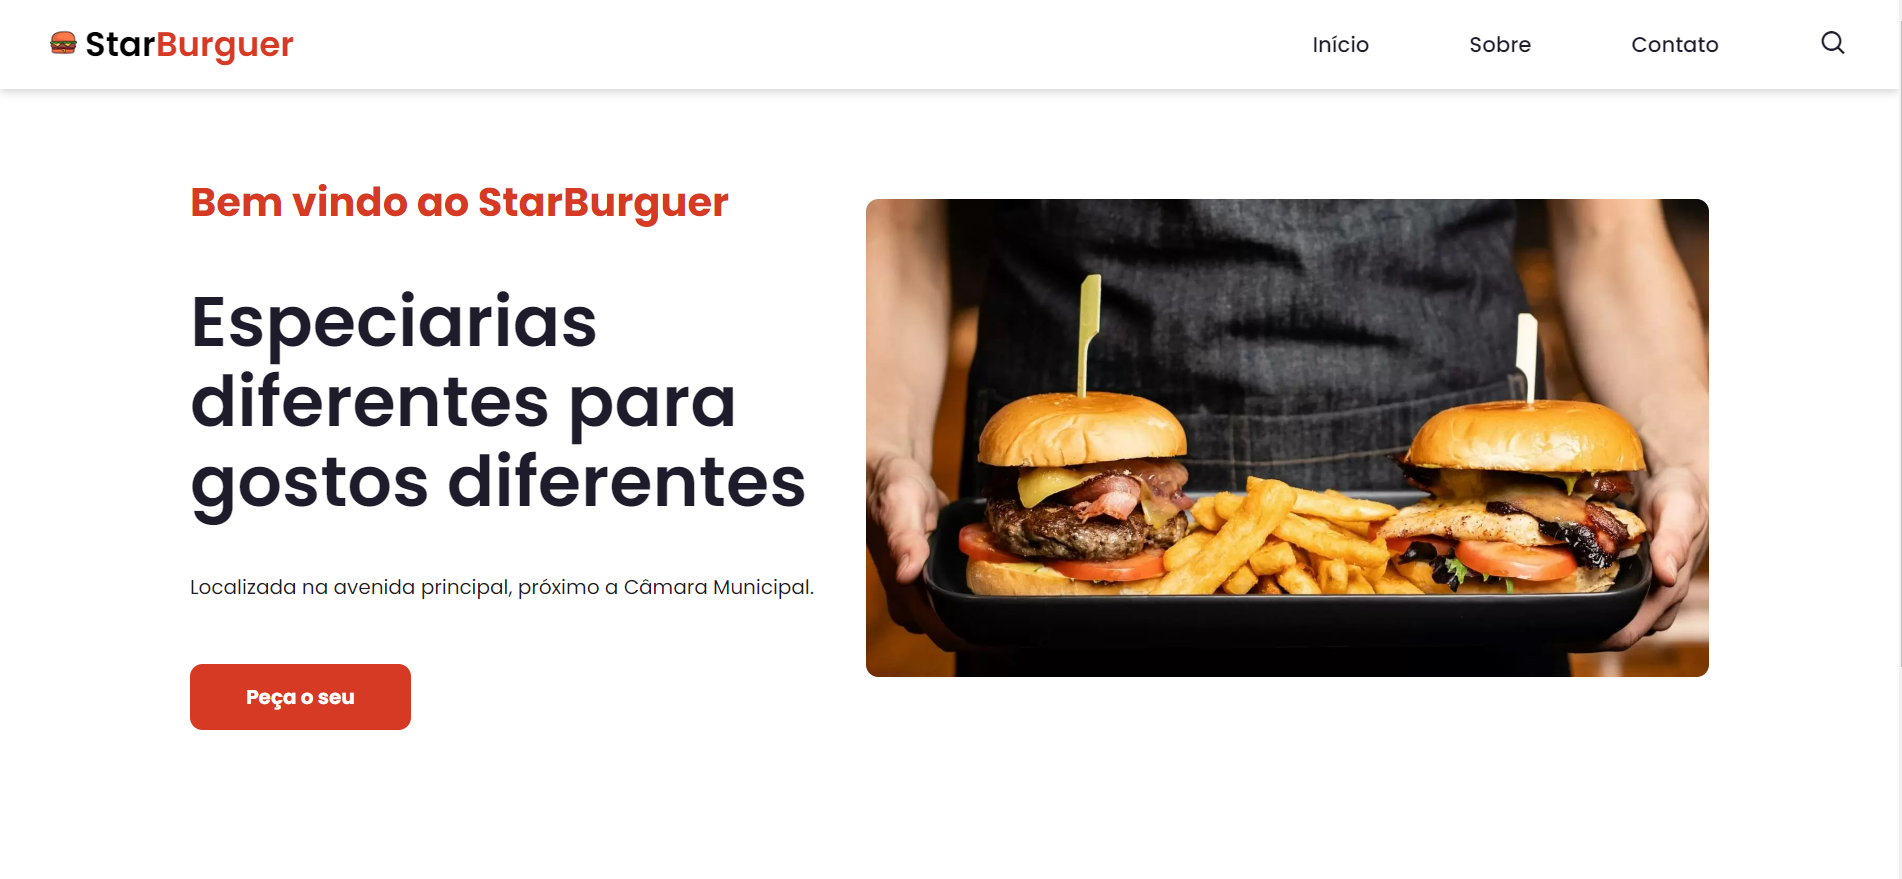 StarBurguer
Início
Sobre
Contato
Bem vindo ao StarBurguer
Especiarias
diferentes para
gostos diferentes
Localizada na avenida principal, próximo a Câmara Municipal.
Peça o seu